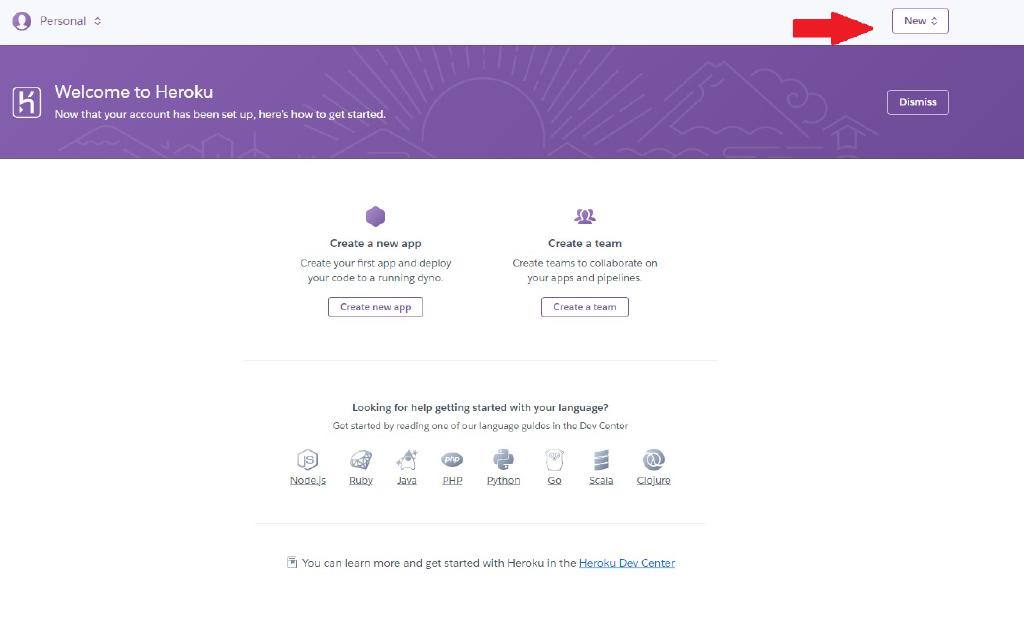 Personal
New
Welcome to Heroku
Now that your account has been set up, here's how to get started.
Dismiss
Create a new app
Create your first app and deploy
your code to a running dyno.
Create new app
Create a team
Create teams to collaborate on
your apps and pipelines.
Create a team
Looking for help getting started with your language?
Get started by reading one of our language guides in the Dev Center
JS
php
Node.js Ruby Java PHP Python Go Scala Clojure
You can learn more and get started with Heroku in the Heroku Dev Center